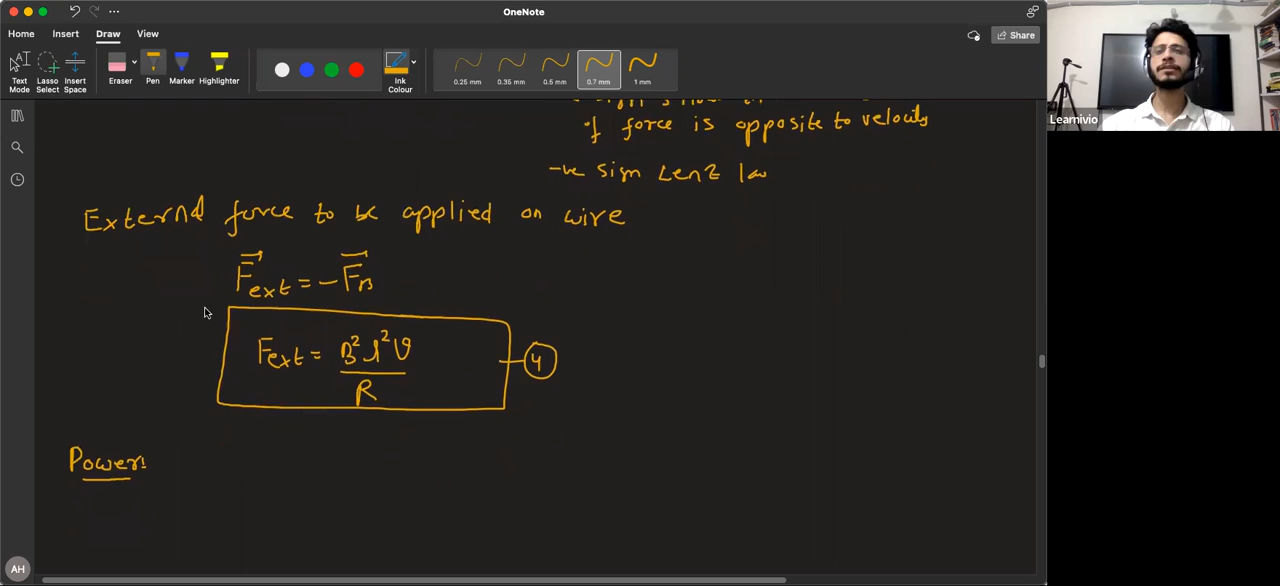 OneNote
Home Insert Draw View
Share
Text Mode
Lasso Select
Insert Space
Eraser
Pen
Marker
Highlighter
Ink Colour
0.25 mm
0.35 mm
0.5 mm
0.7 mm
1 mm
Learnivio
of force is opposite to velocity
-ve sign Lenz law
External force to be applied on wire
F⃗ext = - F⃗B
Fext = B²l²v / R
4
Power:
AH